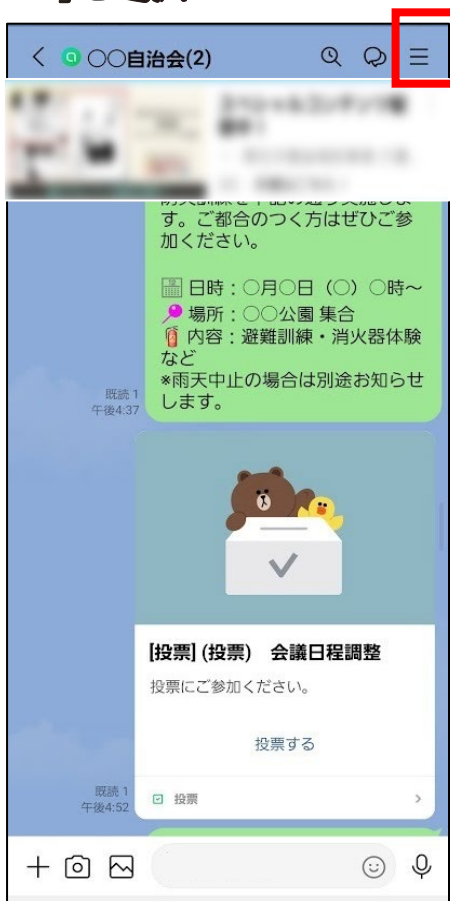 ○○自治会(2)
す。ご都合のつく方はぜひご参
加ください。
日時：○月○日（○）○時～
場所：○○公園 集合
内容：避難訓練・消火器体験
など
*雨天中止の場合は別途お知らせ
します。
既読 1
午後4:37
[投票] (投票)　会議日程調整
投票にご参加ください。
投票する
投票
既読 1
午後4:52